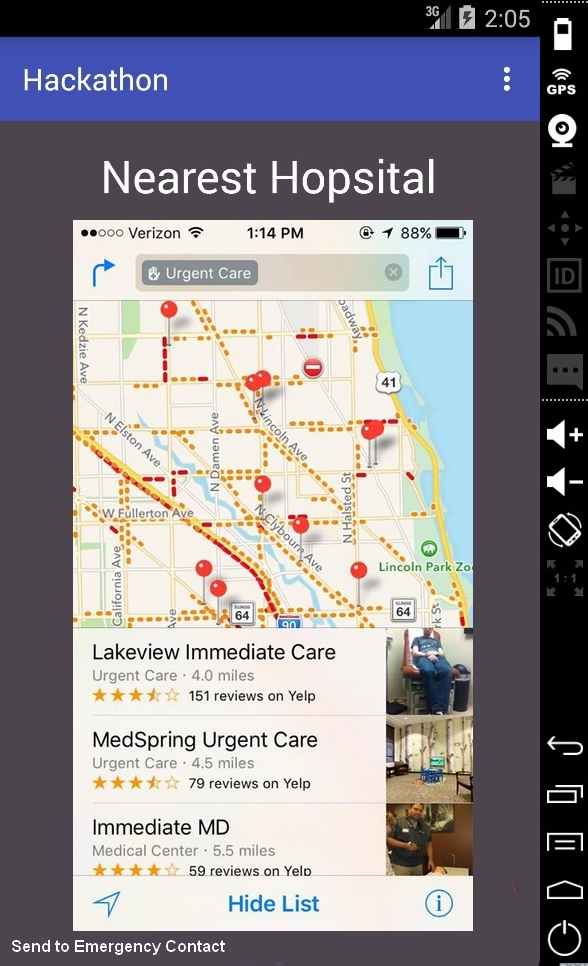 3G 2:05
Hackathon
GPS
Nearest Hopsital
Verizon 1:14 PM 88%
Urgent Care
ID
N Kedzie Ave
41
N Elston Ave
N Damen Ave
N Lincoln Ave
W Fullerton Ave
N Clybourn Ave
N Halsted St
California Ave
Lincoln Park Zoo
ILLINOIS
64
90
ILLINOIS
64
1:1
Lakeview Immediate Care
Urgent Care · 4.0 miles
151 reviews on Yelp
MedSpring Urgent Care
Urgent Care · 4.5 miles
79 reviews on Yelp
Immediate MD
Medical Center · 5.5 miles
59 reviews on Yelp
Hide List
Send to Emergency Contact